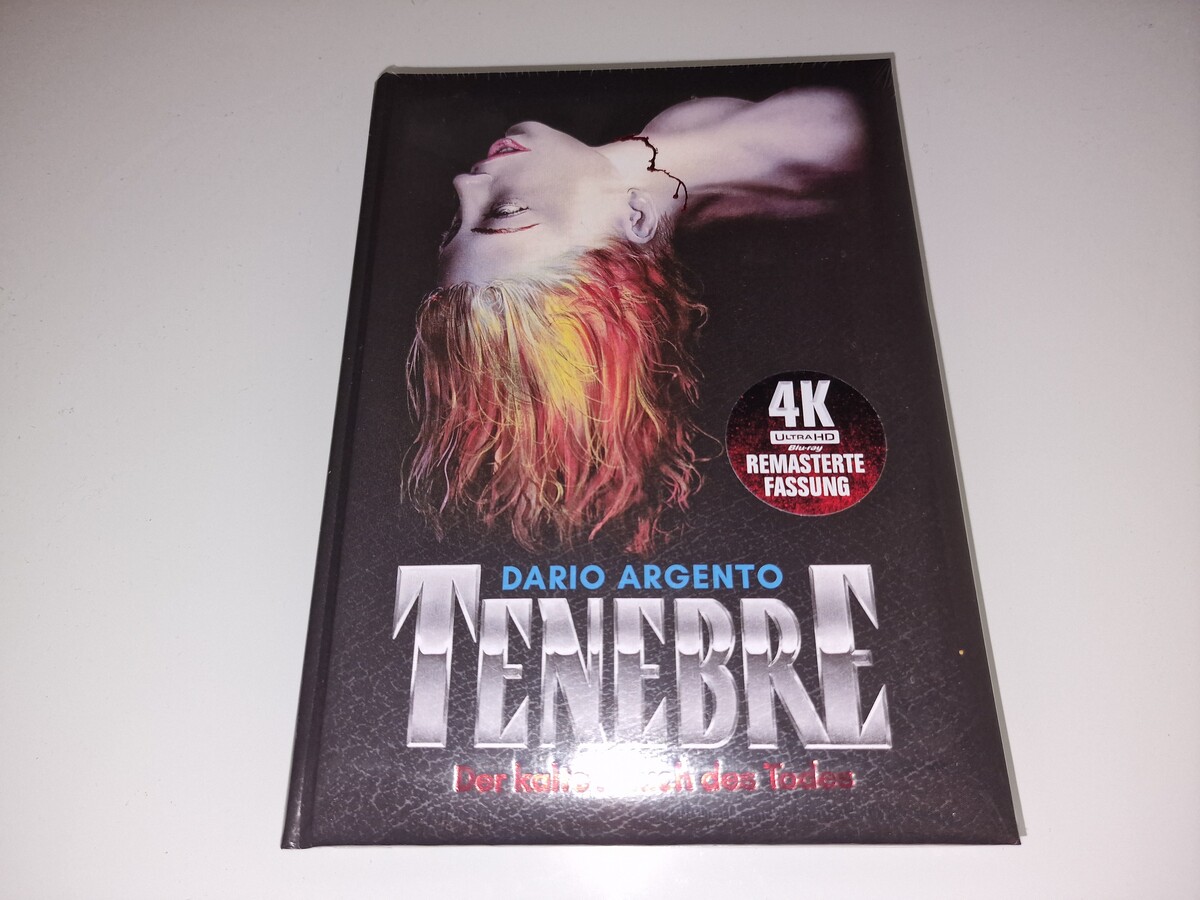 4K
ULTRA HD
Blu-ray
REMASTERTE
FASSUNG
DARIO ARGENTO
TENEBRE
Der des Todes